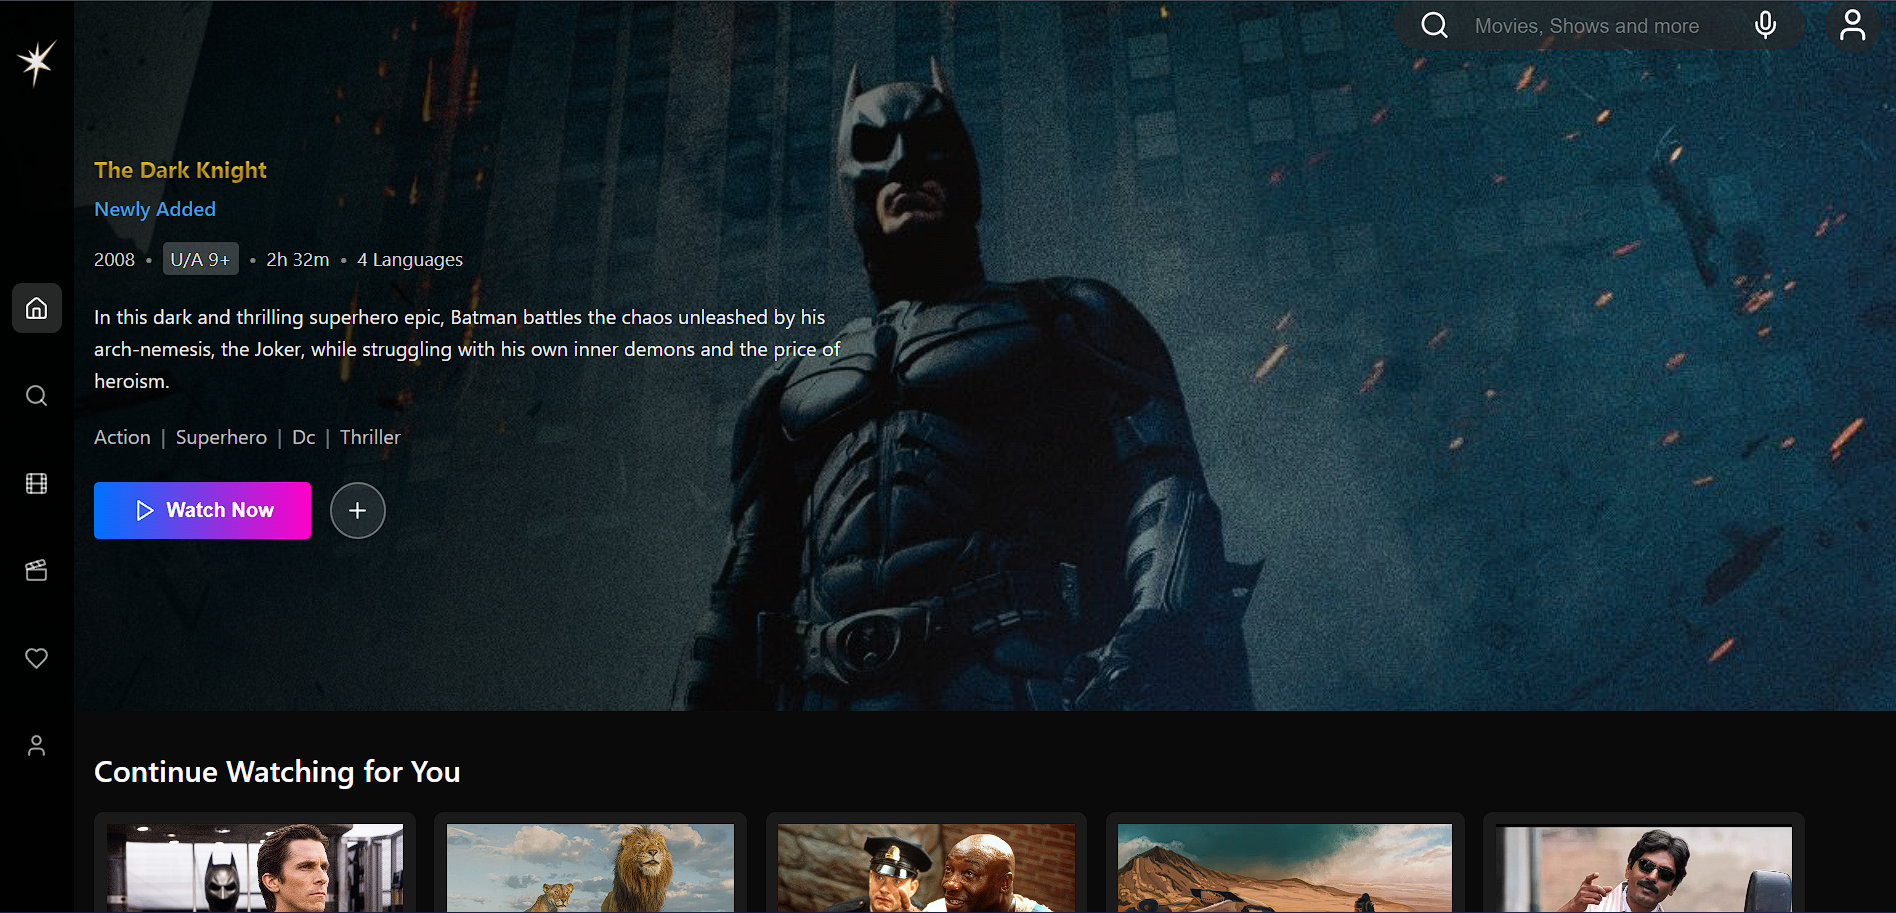 Movies, Shows and more
The Dark Knight
Newly Added
2008 • U/A 9+ • 2h 32m • 4 Languages
In this dark and thrilling superhero epic, Batman battles the chaos unleashed by his
arch-nemesis, the Joker, while struggling with his own inner demons and the price of
heroism.
Action | Superhero | Dc | Thriller
Watch Now
Continue Watching for You